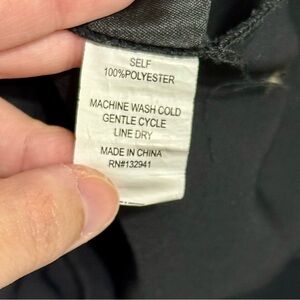 SELF
100%POLYESTER
MACHINE WASH COLD
GENTLE CYCLE
LINE DRY
MADE IN CHINA
RN#132941